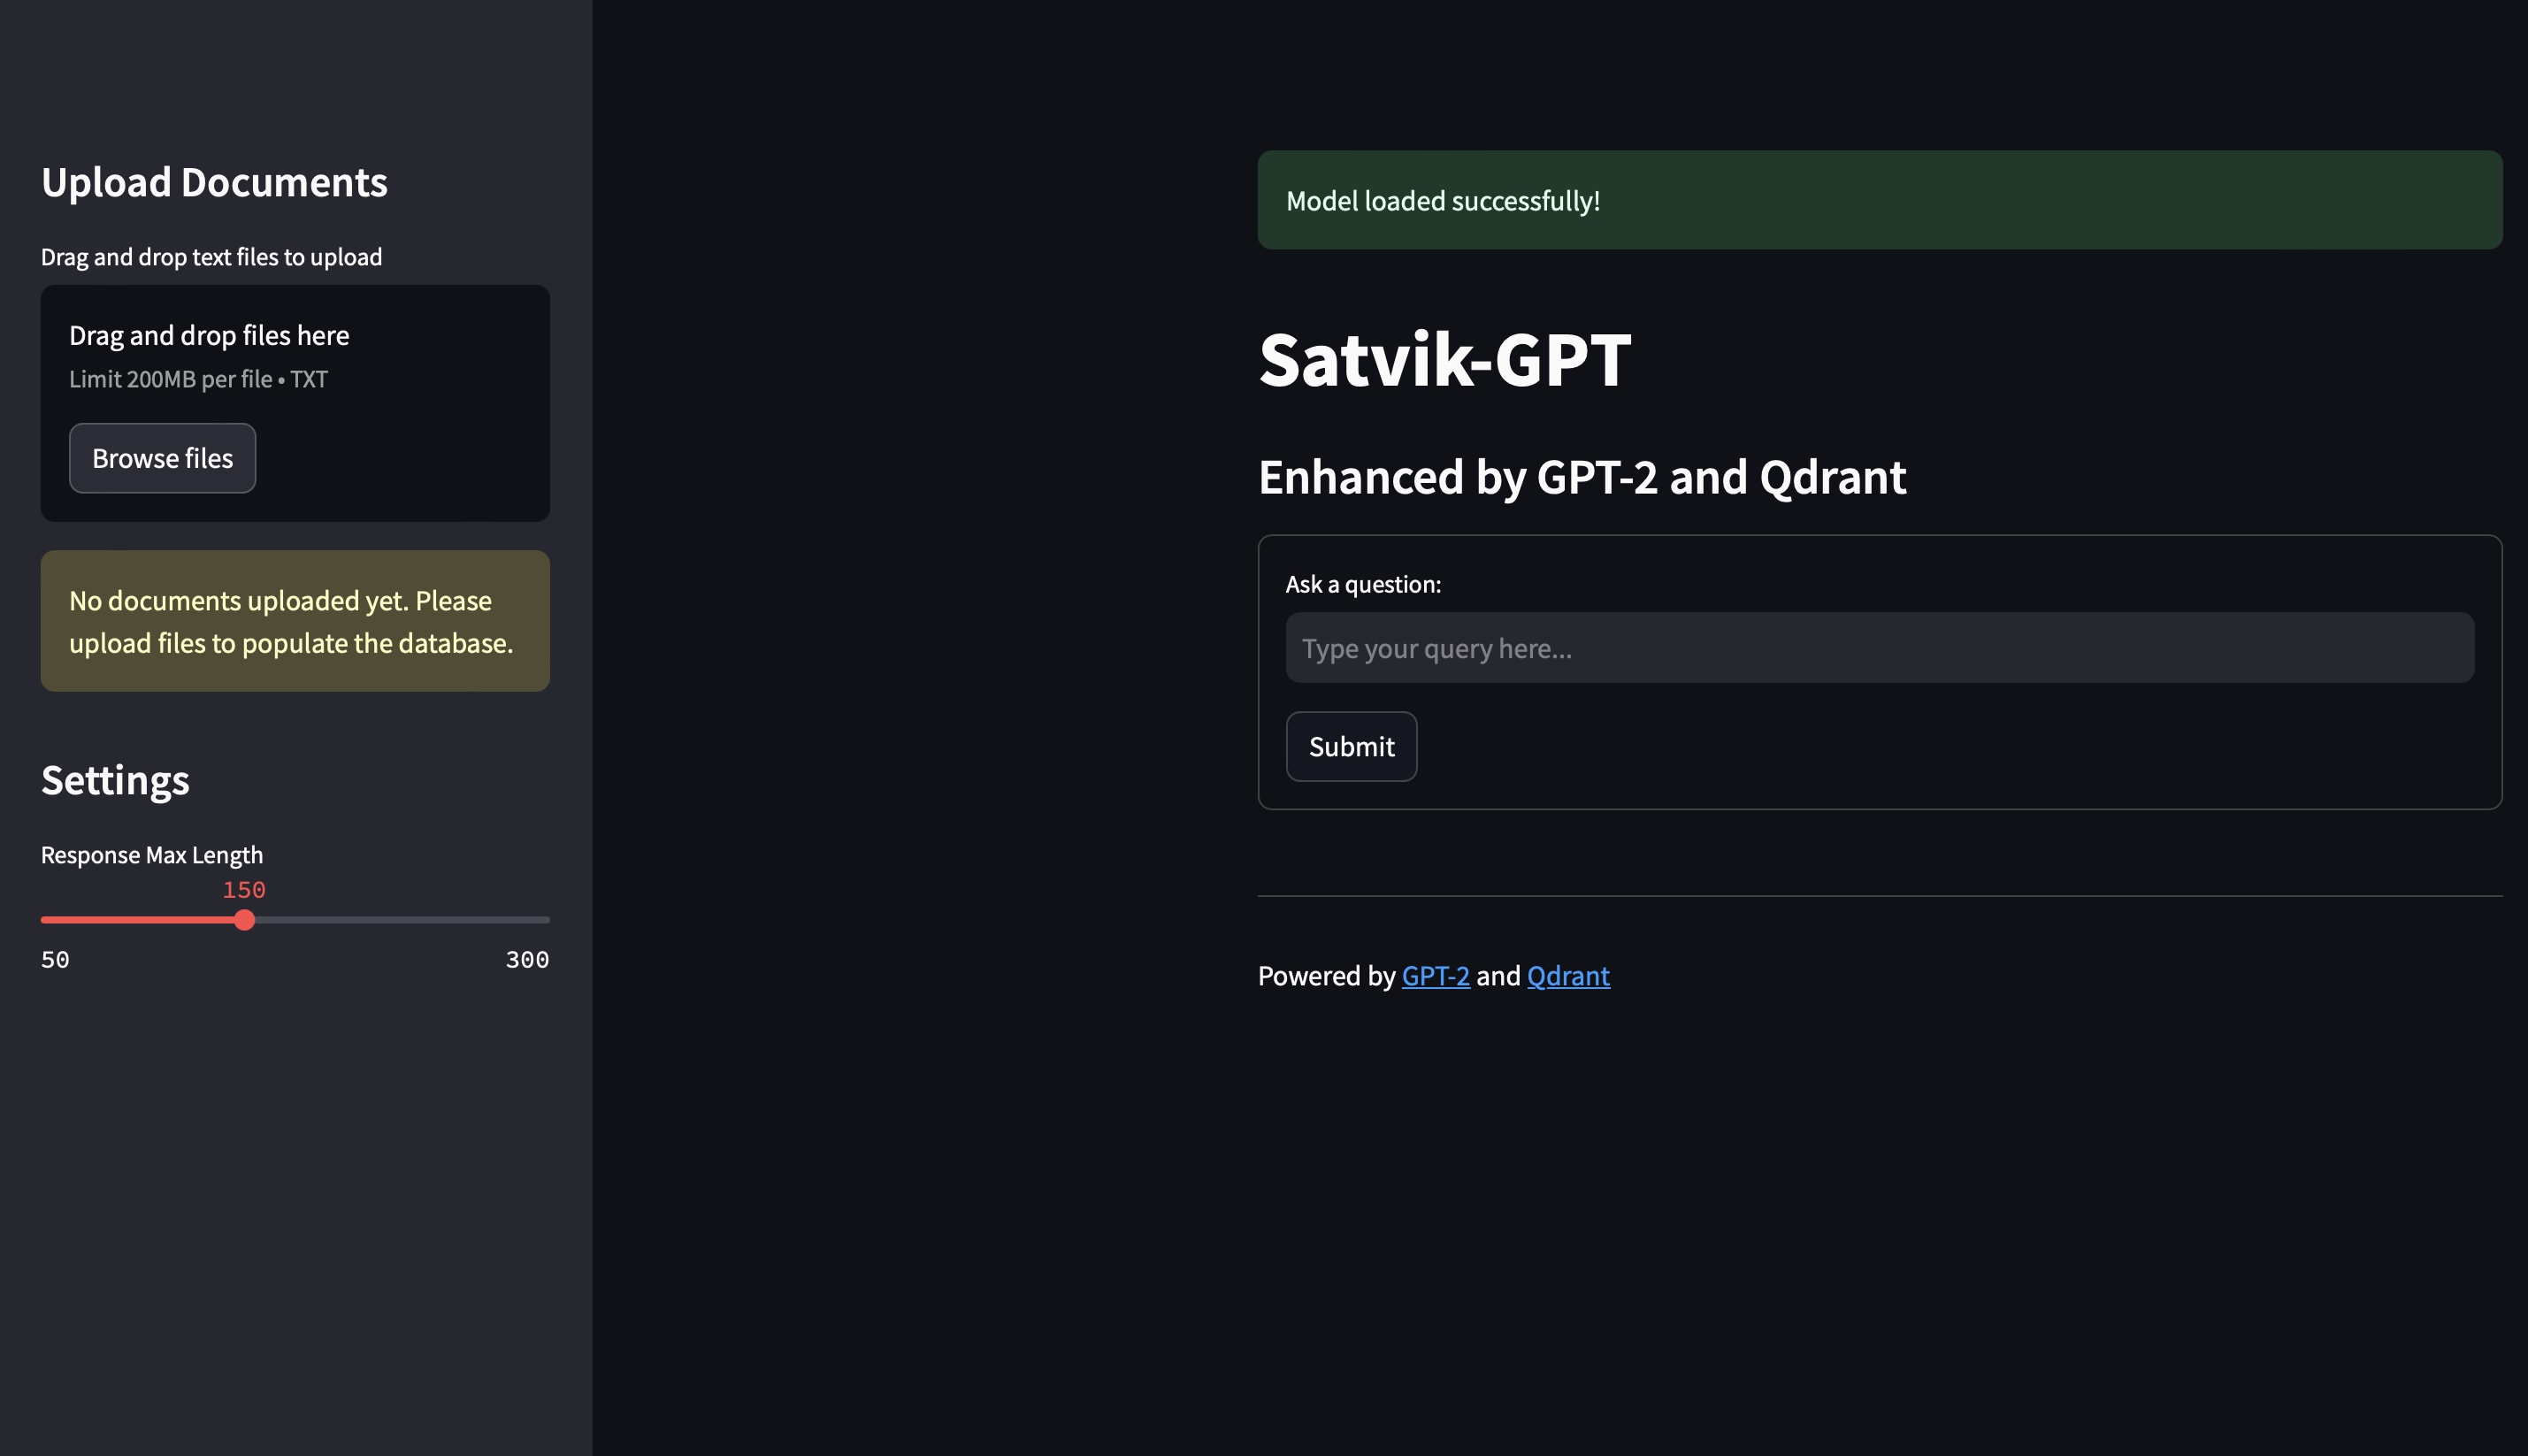 Upload Documents
Drag and drop text files to upload
Drag and drop files here
Limit 200MB per file • TXT
Browse files
No documents uploaded yet. Please
upload files to populate the database.
Settings
Response Max Length
150
50 300
Model loaded successfully!
Satvik-GPT
Enhanced by GPT-2 and Qdrant
Ask a question:
Type your query here...
Submit
Powered by GPT-2 and Qdrant